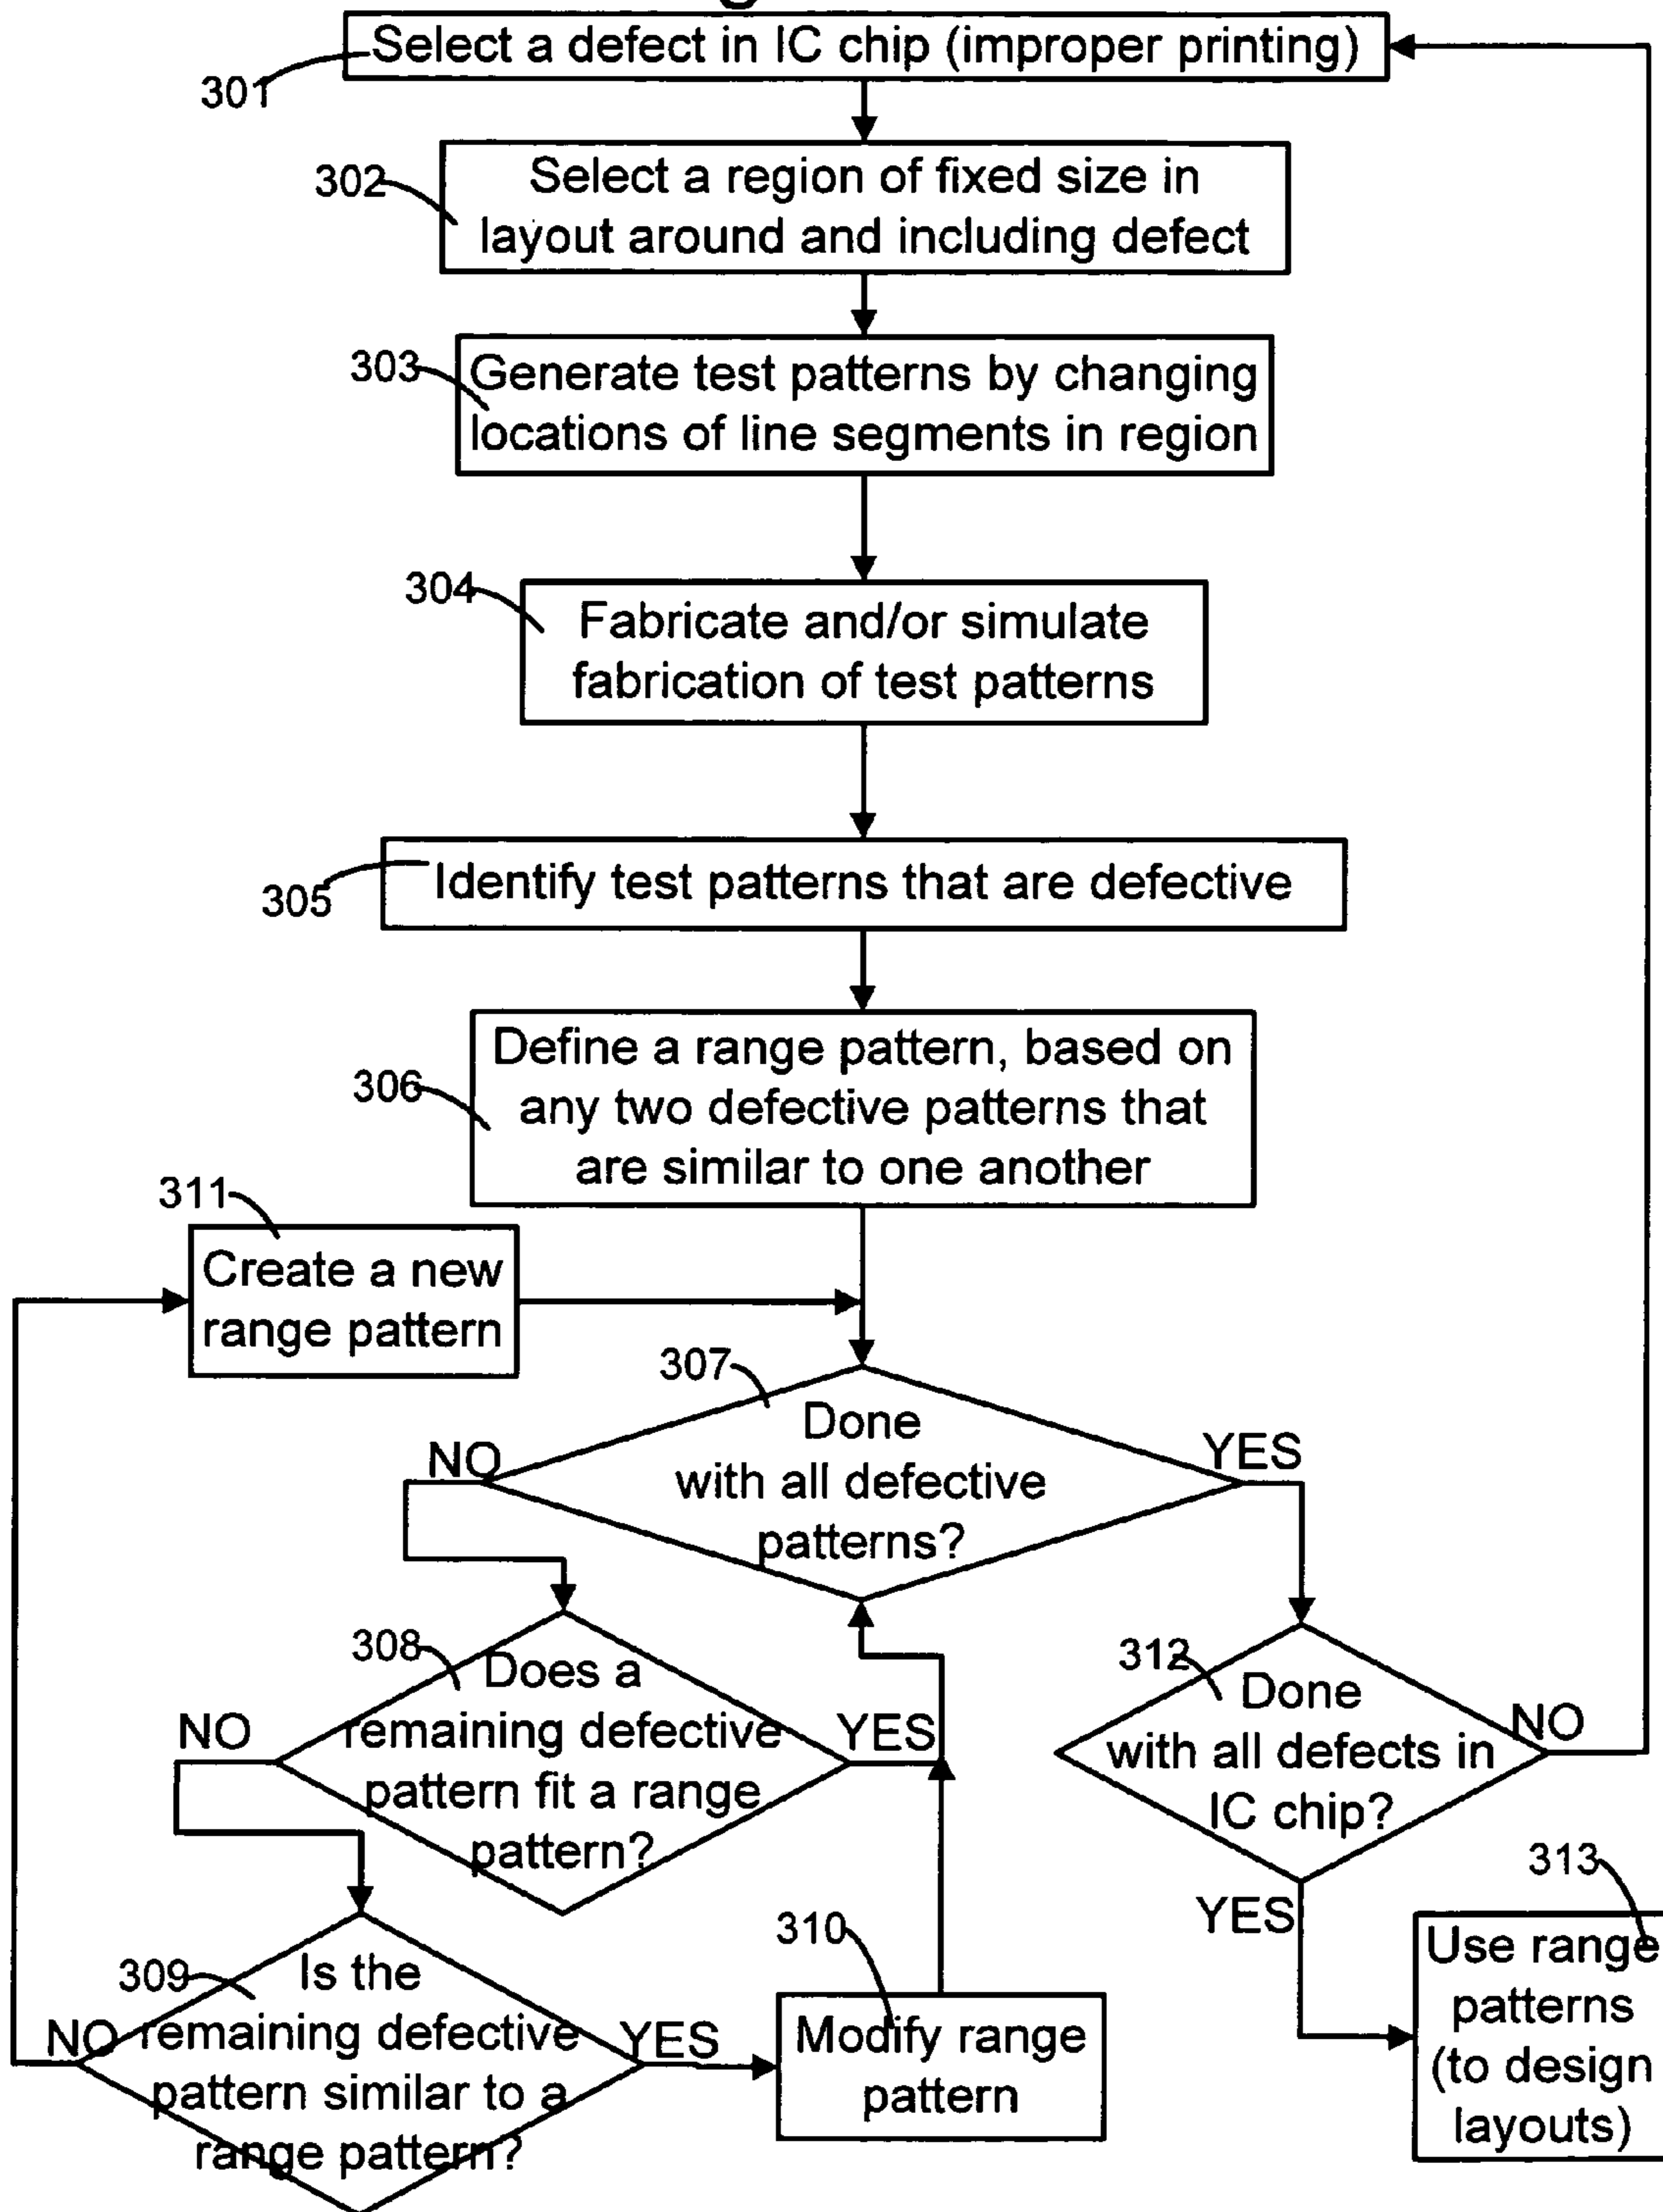 Select a defect in IC chip (improper printing)
301
302
Select a region of fixed size in
layout around and including defect
303
Generate test patterns by changing
locations of line segments in region
304
Fabricate and/or simulate
fabrication of test patterns
305
Identify test patterns that are defective
306
Define a range pattern, based on
any two defective patterns that
are similar to one another
311
Create a new
range pattern
307
Done
with all defective
patterns?
NO
YES
308
Does a
remaining defective
pattern fit a range
pattern?
NO
YES
312
Done
with all defects in
IC chip?
NO
YES
309
Is the
remaining defective
pattern similar to a
range pattern?
NO
YES
310
Modify range
pattern
313
Use range
patterns
(to design
layouts)